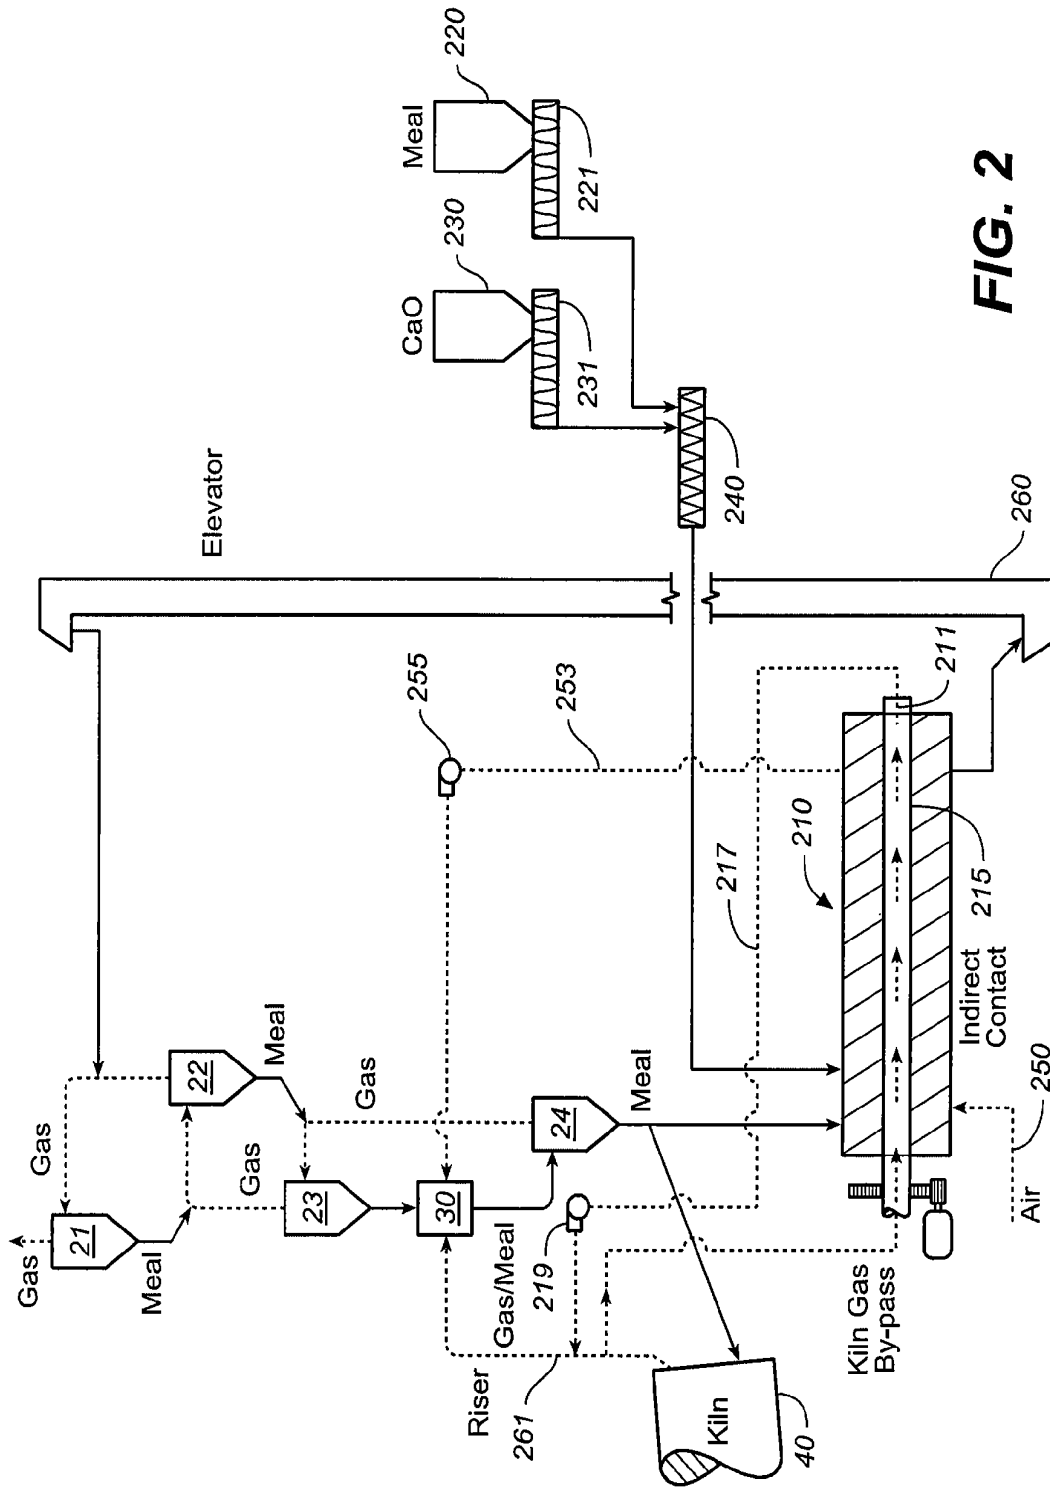 Gas
21
Meal
Gas
22
Meal
Gas
23
Gas
24
Meal
30
Gas/Meal
Riser
261
219
Kiln
40
Kiln Gas
By-pass
Air
250
Indirect
Contact
215
211
210
217
253
255
Elevator
260
240
CaO
230
231
Meal
220
221
FIG. 2